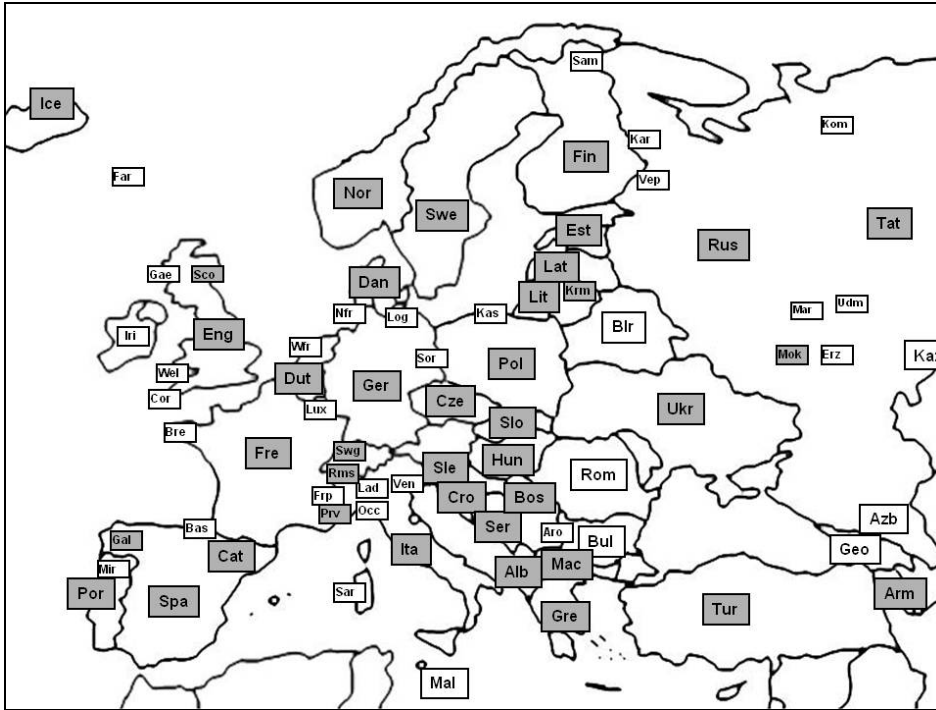 Sam
Ice
Kom
Kar
Fin
Far
Vep
Nor
Swe
Tat
Est
Rus
Lat
Gae
Sco
Dan
Krm
Lit
Udm
Mar
Nfr
Log
Kas
Blr
Iri
Eng
Wfr
Sor
Mok
Erz
Kaz
Pol
Wel
Dut
Ger
Cor
Cze
Lux
Ukr
Slo
Bre
Fre
Swg
Hun
Sle
Rms
Rom
Ven
Lad
Frp
Cro
Bos
Occ
Prv
Azb
Bas
Ser
Aro
Gal
Bul
Geo
Cat
Ita
Mac
Mir
Alb
Sar
Por
Spa
Arm
Tur
Gre
Mal